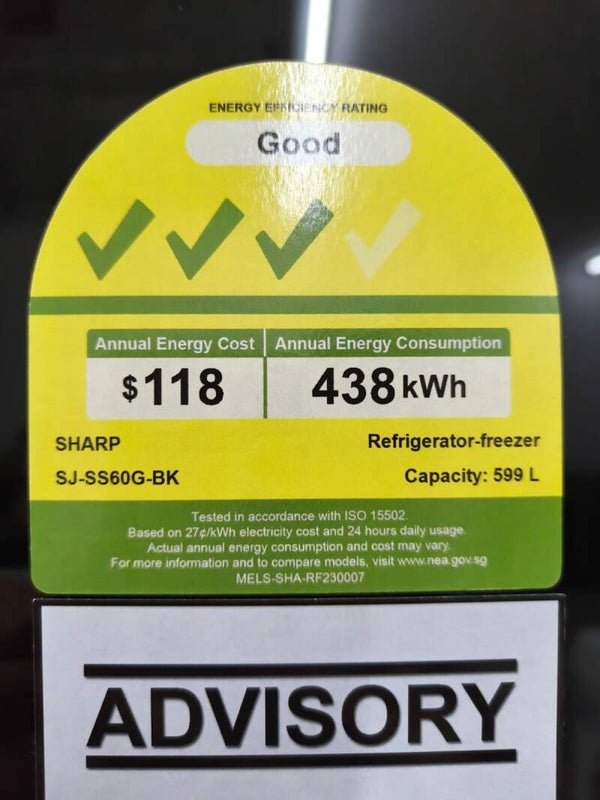 ENERGY EFFICIENCY RATING
Good
Annual Energy Cost | Annual Energy Consumption
$118 438 kWh
SHARP Refrigerator-freezer
SJ-SS60G-BK Capacity: 599 L
Tested in accordance with ISO 15502.
Based on 27¢/kWh electricity cost and 24 hours daily usage.
Actual annual energy consumption and cost may vary.
For more information and to compare models, visit www.nea.gov.sg
MELS-SHA-RF230007
ADVISORY